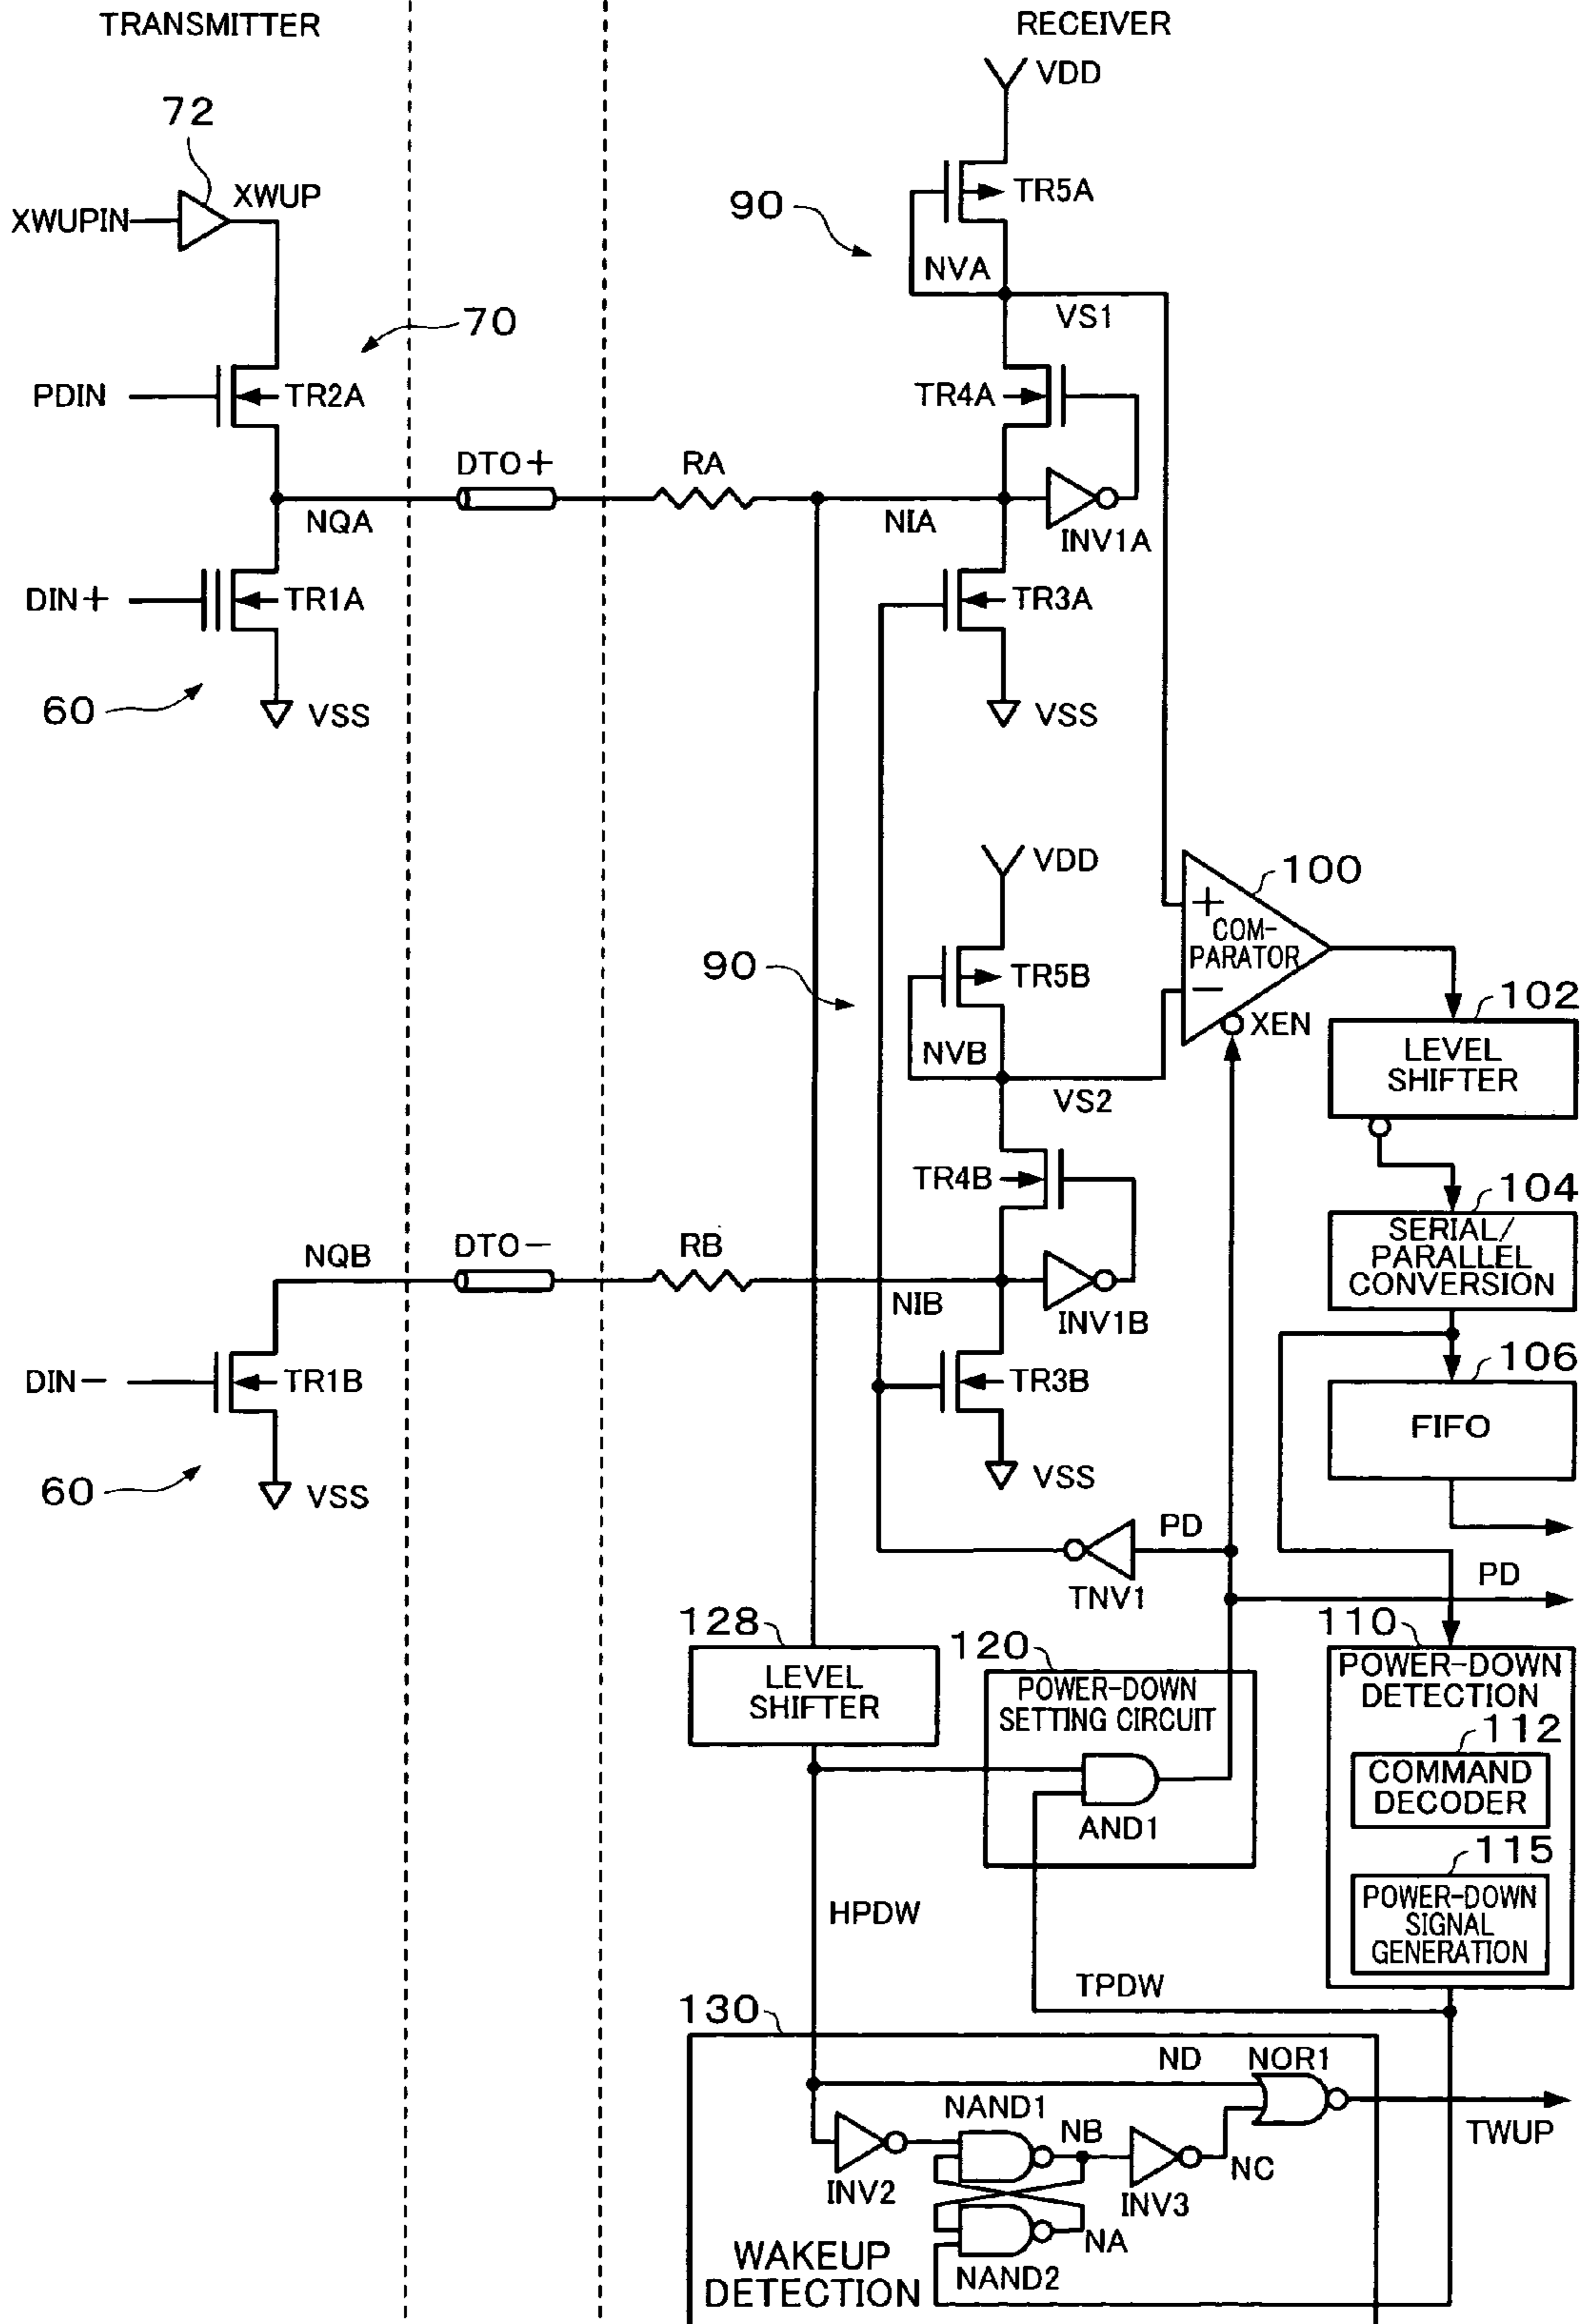 TRANSMITTER
RECEIVER
VDD
72
XWUPIN
XWUP
TR5A
90
NVA
VS1
70
PDIN
TR2A
TR4A
DTO+
RA
NQA
NIA
INV1A
DIN+
TR1A
TR3A
60
VSS
VSS
VDD
100
+
COM-
PARATOR
−
90
TR5B
XEN
102
LEVEL
SHIFTER
NVB
VS2
TR4B
104
SERIAL/
PARALLEL
CONVERSION
NQB
DTO−
RB
NIB
INV1B
106
FIFO
DIN−
TR1B
TR3B
60
VSS
VSS
PD
TNV1
PD
128
LEVEL
SHIFTER
120
POWER-DOWN
SETTING CIRCUIT
AND1
110
POWER-DOWN
DETECTION
112
COMMAND
DECODER
115
POWER-DOWN
SIGNAL
GENERATION
HPDW
TPDW
130
ND
NOR1
TWUP
NAND1
NB
NC
INV2
INV3
NA
NAND2
WAKEUP
DETECTION